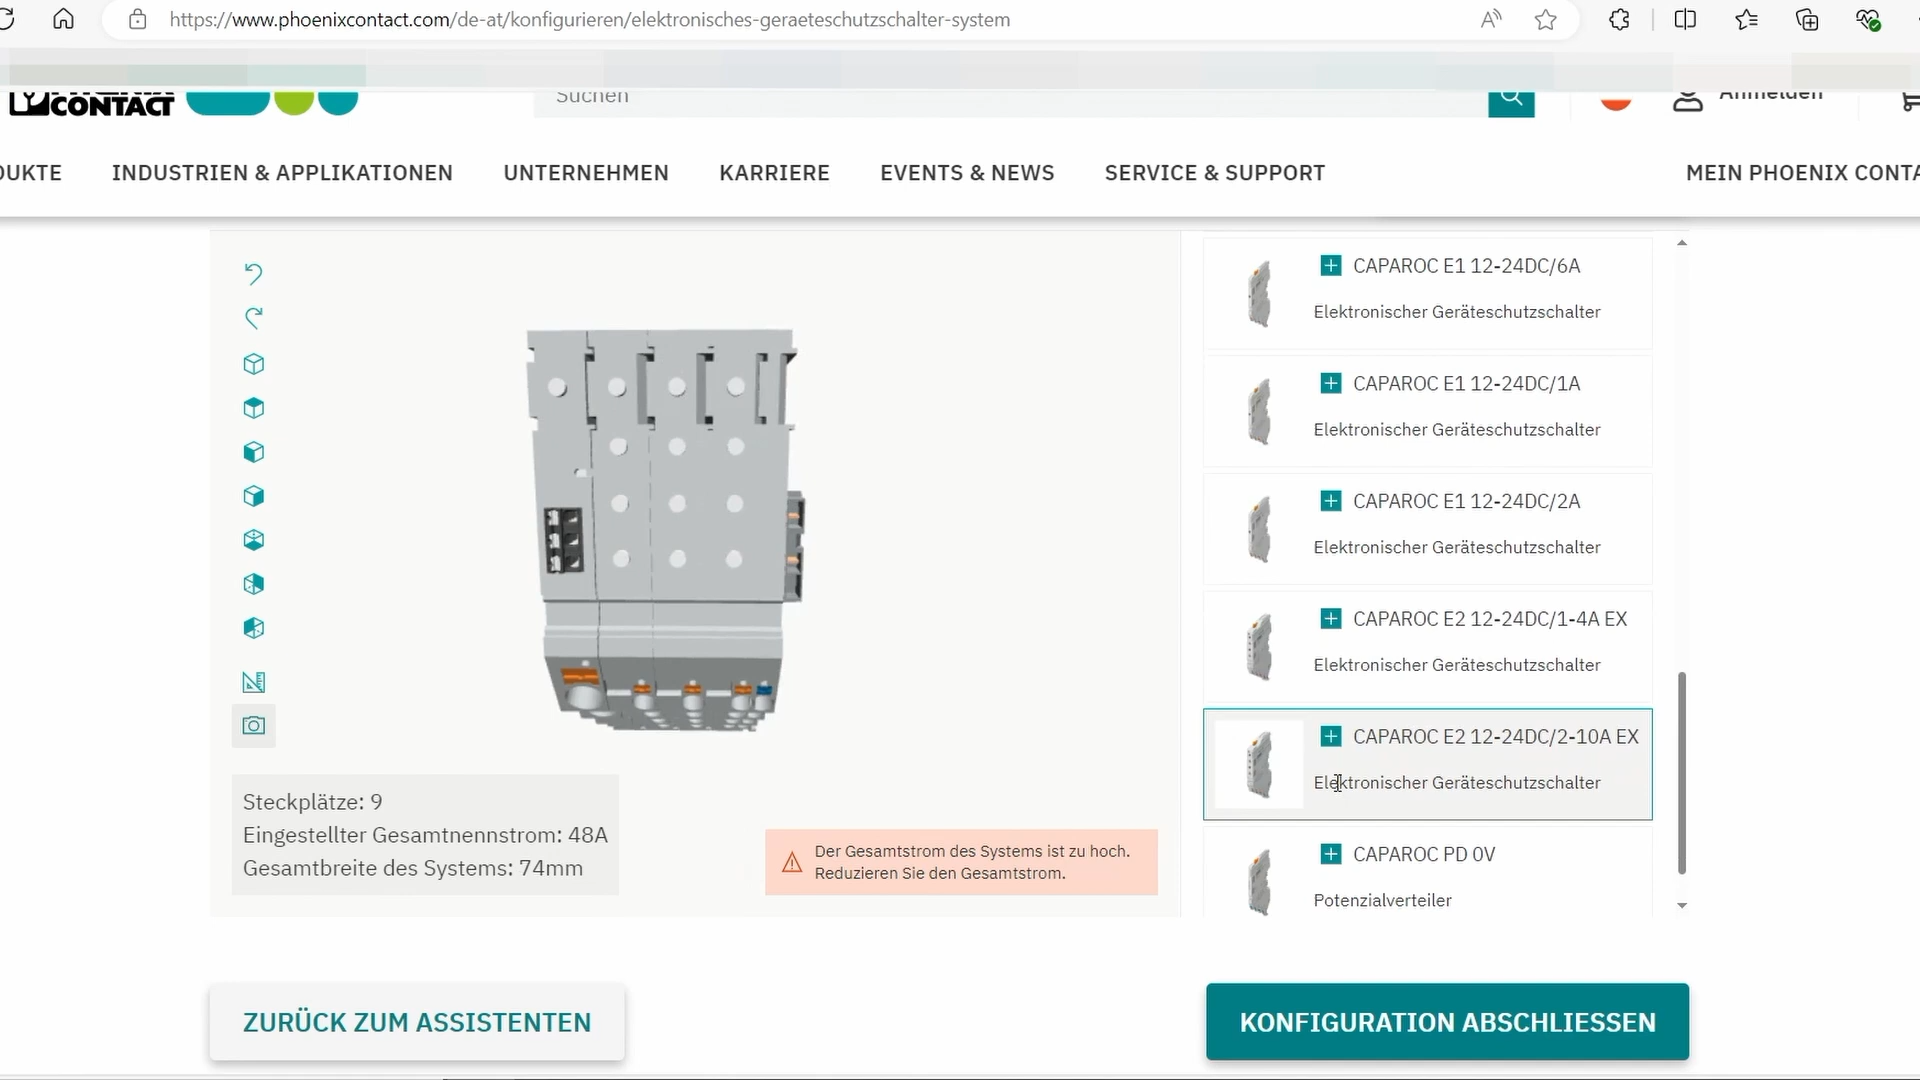 https://www.phoenixcontact.com/de-at/konfigurieren/elektronisches-geraeteschutzschalter-system
CONTACT
Suchen
Anmelden
DUKTE INDUSTRIEN & APPLIKATIONEN UNTERNEHMEN KARRIERE EVENTS & NEWS SERVICE & SUPPORT MEIN PHOENIX CONTA
CAPAROC E1 12-24DC/6A
Elektronischer Geräteschutzschalter
CAPAROC E1 12-24DC/1A
Elektronischer Geräteschutzschalter
CAPAROC E1 12-24DC/2A
Elektronischer Geräteschutzschalter
CAPAROC E2 12-24DC/1-4A EX
Elektronischer Geräteschutzschalter
CAPAROC E2 12-24DC/2-10A EX
Elektronischer Geräteschutzschalter
CAPAROC PD 0V
Potenzialverteiler
Steckplätze: 9
Eingestellter Gesamtnennstrom: 48A
Gesamtbreite des Systems: 74mm
Der Gesamtstrom des Systems ist zu hoch.
Reduzieren Sie den Gesamtstrom.
ZURÜCK ZUM ASSISTENTEN
KONFIGURATION ABSCHLIESSEN